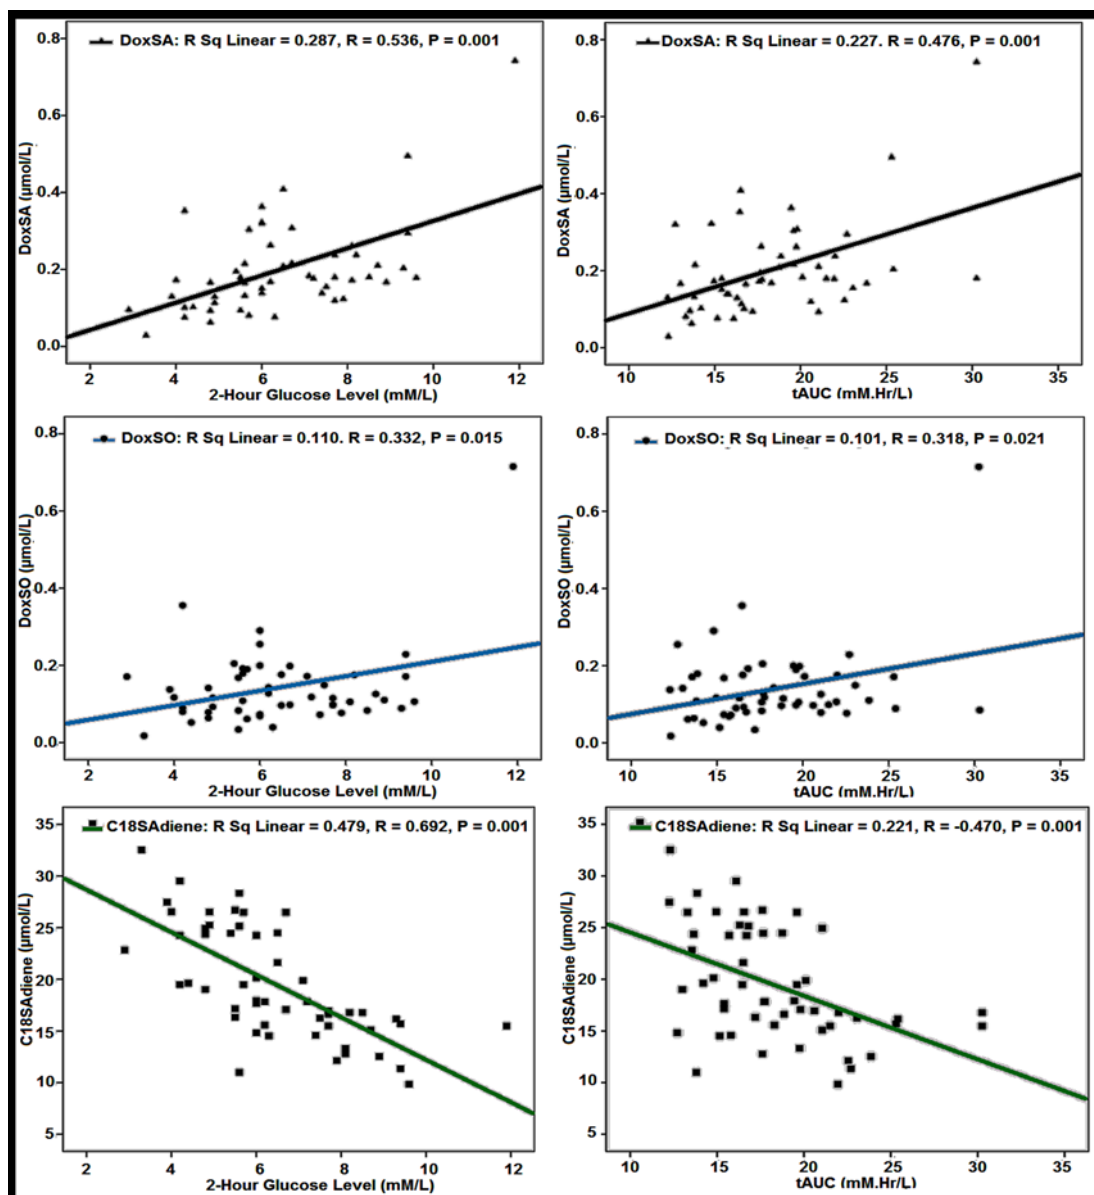 DoxSA: R Sq Linear = 0.287, R = 0.536, P = 0.001
0.8
0.6
0.4
0.2
0.0
DoxSA (µmol/L)
2 4 6 8 10 12
2-Hour Glucose Level (mM/L)
DoxSA: R Sq Linear = 0.227. R = 0.476, P = 0.001
0.8
0.6
0.4
0.2
0.0
DoxSA (µmol/L)
10 15 20 25 30 35
tAUC (mM.Hr/L)
DoxSO: R Sq Linear = 0.110. R = 0.332, P = 0.015
0.8
0.6
0.4
0.2
0.0
DoxSO (µmol/L)
2 4 6 8 10 12
2-Hour Glucose Level (mM/L)
DoxSO: R Sq Linear = 0.101, R = 0.318, P = 0.021
0.8
0.6
0.4
0.2
0.0
DoxSO (µmol/L)
10 15 20 25 30 35
tAUC (mM.Hr/L)
C18SAdiene: R Sq Linear = 0.479, R = 0.692, P = 0.001
35
30
25
20
15
10
5
C18SAdiene (µmol/L)
2 4 6 8 10 12
2-Hour Glucose Level (mM/L)
C18SAdiene: R Sq Linear = 0.221, R = -0.470, P = 0.001
35
30
25
20
15
10
5
C18SAdiene (µmol/L)
10 15 20 25 30 35
tAUC (mM.Hr/L)